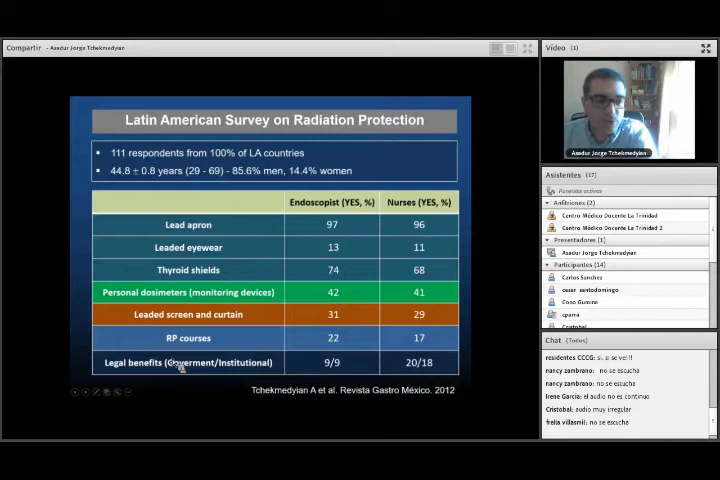 Compartir - Asadur Jorge Tchekmedyian
Latin American Survey on Radiation Protection
111 respondents from 100% of LA countries
44.8 ± 0.8 years (29 - 69) - 85.6% men, 14.4% women
Endoscopist (YES, %) Nurses (YES, %)
Lead apron 97 96
Leaded eyewear 13 11
Thyroid shields 74 68
Personal dosimeters (monitoring devices) 42 41
Leaded screen and curtain 31 29
RP courses 22 17
Legal benefits (Goverment/Institutional) 9/9 20/18
Tchekmedyian A et al. Revista Gastro México. 2012
Vídeo (1)
Asadur Jorge Tchekmedyian
Asistentes (17)
Anfitriones (2)
Centro Médico Docente La Trinidad
Centro Médico Docente La Trinidad 2
Presentadores (1)
Asadur Jorge Tchekmedyian
Participantes (14)
Carlos Sanchez
cesar santodomingo
Cono Gumina
cparra
Cristobal
Chat (Todos)
residentes CCCG: si, si se ve!!!
nancy zambrano: no se escucha
nancy zambrano: no se escucha
Irene Garcia: el audio no es continuo
Cristobal: audio muy irregular
frella villasmil: no se escucha